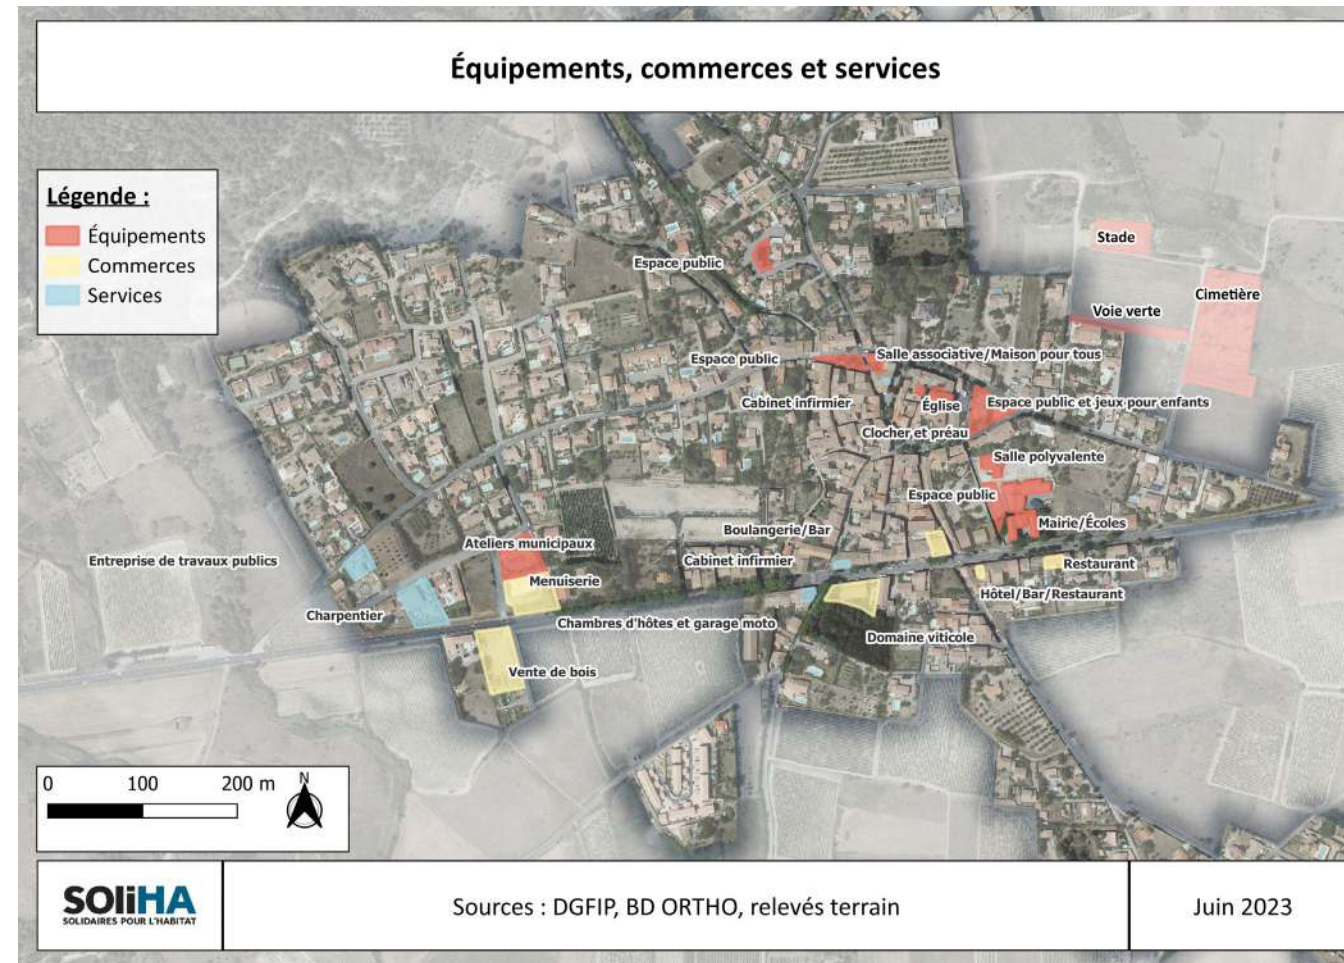 Équipements, commerces et services
Légende :
Équipements
Commerces
Services
Stade
Espace public
Cimetière
Voie verte
Espace public
Salle associative/Maison pour tous
Cabinet infirmier
Église
Espace public et jeux pour enfants
Clocher et préau
Salle polyvalente
Espace public
Mairie/Écoles
Boulangerie/Bar
Ateliers municipaux
Entreprise de travaux publics
Cabinet infirmier
Restaurant
Menuiserie
Hôtel/Bar/Restaurant
Charpentier
Chambres d'hôtes et garage moto
Domaine viticole
Vente de bois
0 100 200 m
N
SOliHA
SOLIDAIRES POUR L'HABITAT
Sources : DGFIP, BD ORTHO, relevés terrain
Juin 2023